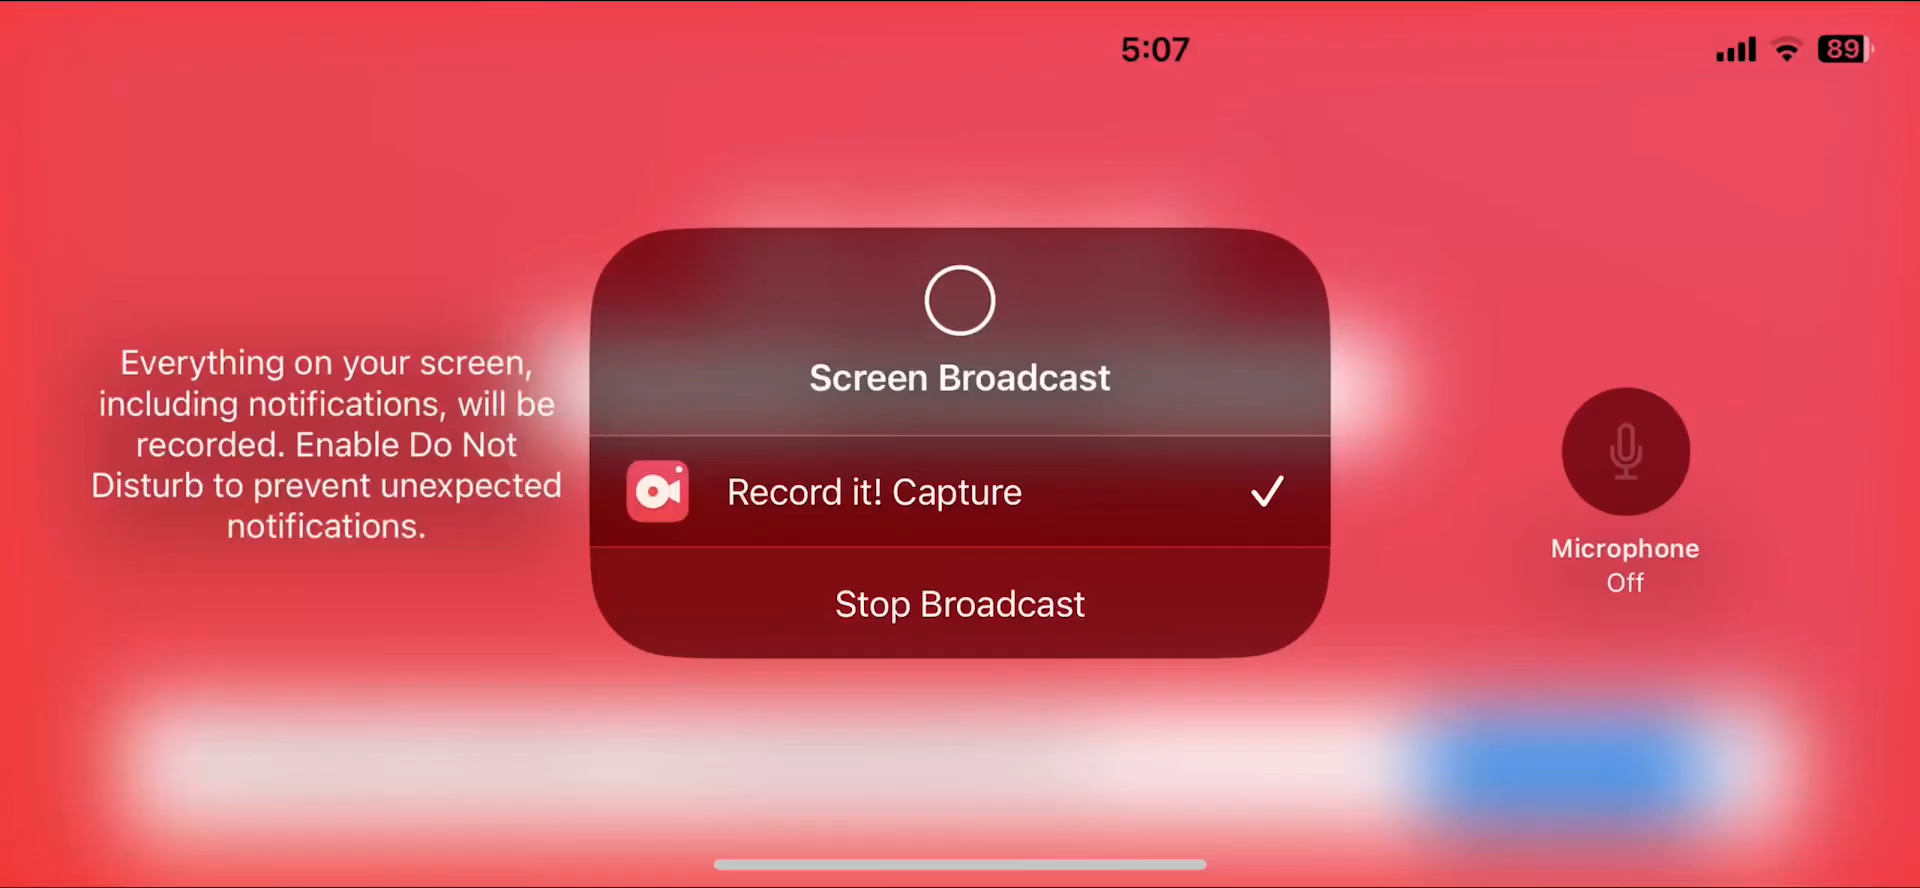 5:07
89
Everything on your screen,
including notifications, will be
recorded. Enable Do Not
Disturb to prevent unexpected
notifications.
Screen Broadcast
Record it! Capture
Stop Broadcast
Microphone
Off